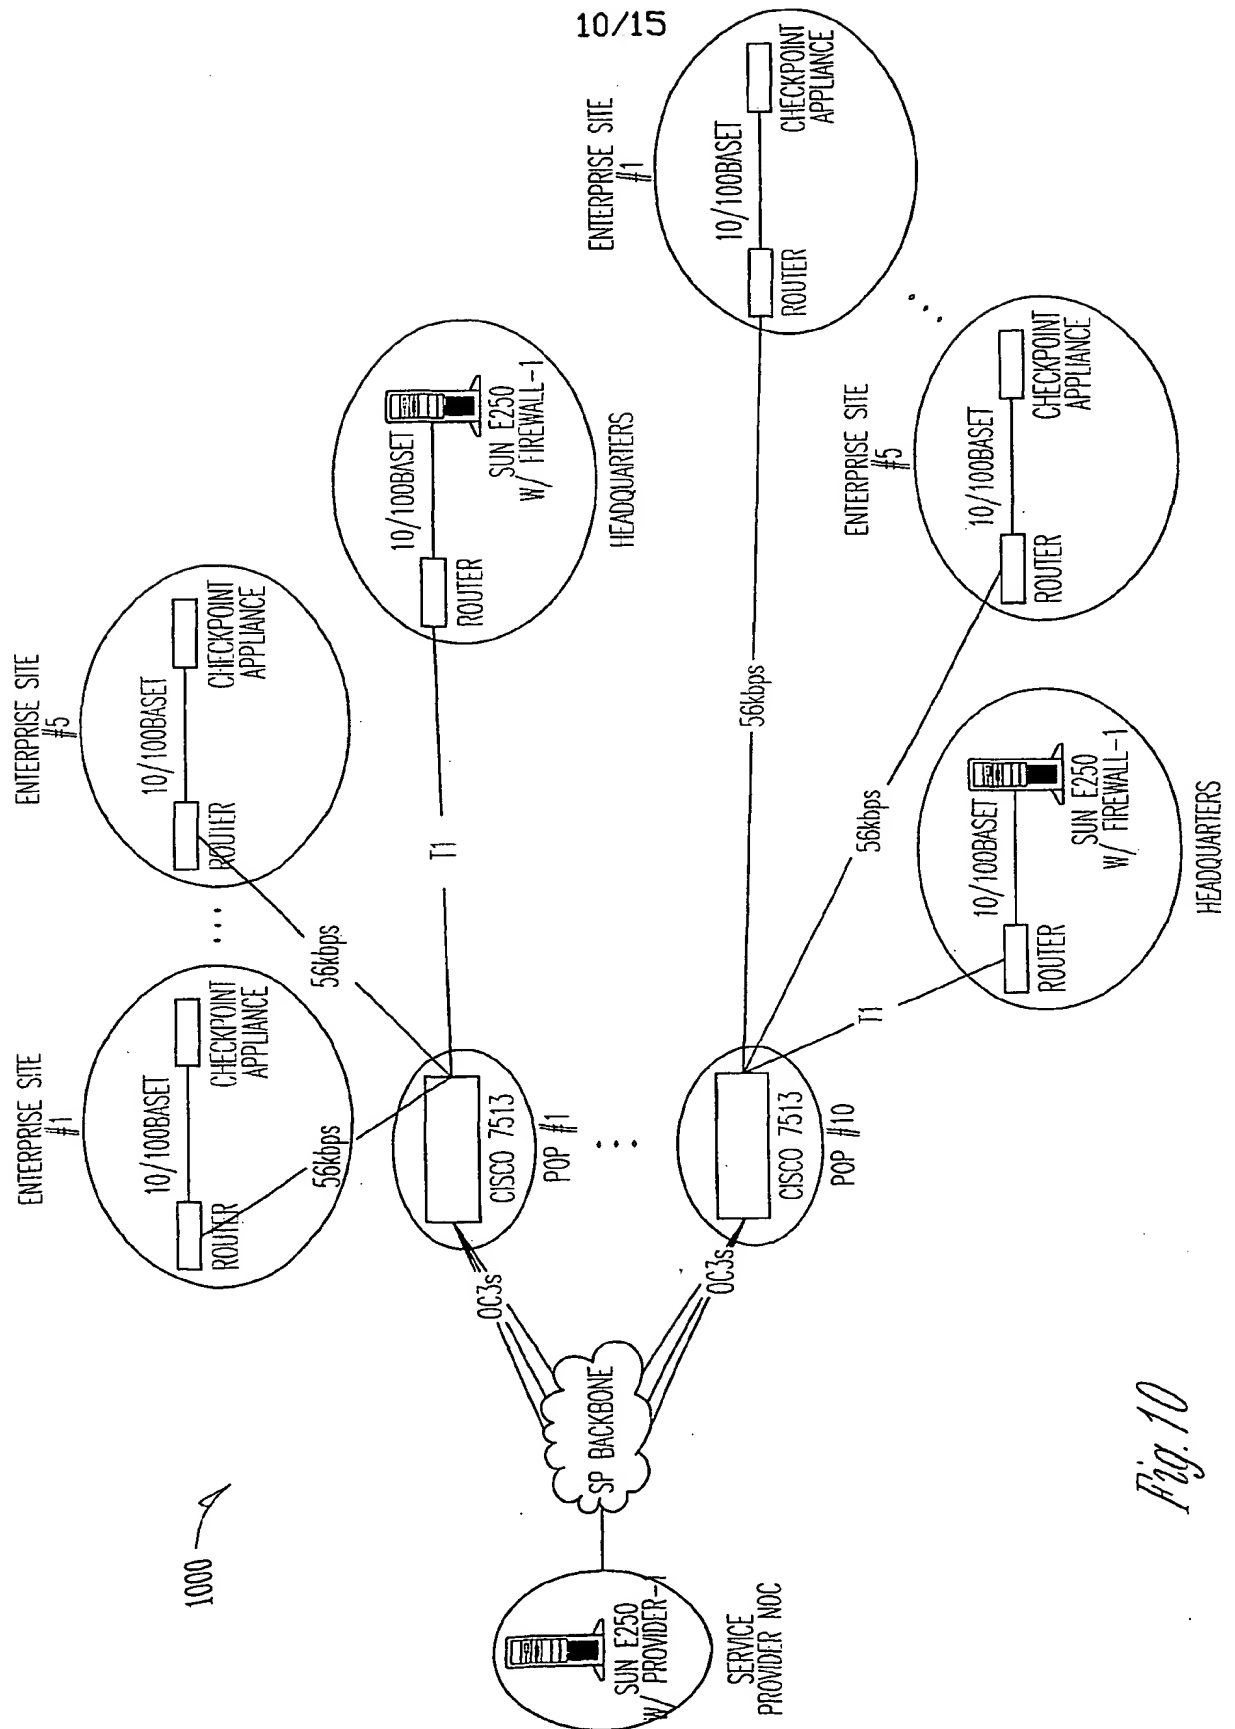 10/15
1000
SUN E250
W/ PROVIDER-1
SERVICE
PROVIDER NOC
SP BACKBONE
OC3s
OC3s
ENTERPRISE SITE
#1
10/100BASET
ROUTER
CHECKPOINT
APPLIANCE
56kbps
...
ENTERPRISE SITE
#5
10/100BASET
ROUTER
CHECKPOINT
APPLIANCE
56kbps
CISCO 7513
POP #1
T1
10/100BASET
ROUTER
SUN E250
W/ FIREWALL-1
HEADQUARTERS
...
CISCO 7513
POP #10
56kbps
ENTERPRISE SITE
#1
10/100BASET
ROUTER
CHECKPOINT
APPLIANCE
...
56kbps
ENTERPRISE SITE
#5
10/100BASET
ROUTER
CHECKPOINT
APPLIANCE
T1
10/100BASET
ROUTER
SUN E250
W/ FIREWALL-1
HEADQUARTERS
Fig. 10